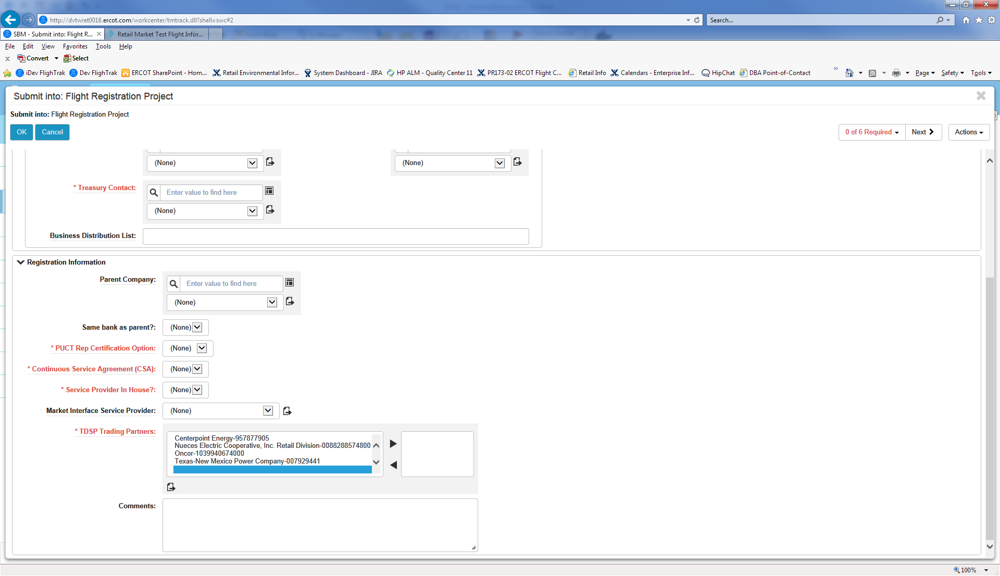 http://dvtwret0018.ercot.com/workcenter/tmtrack.dll?shell=swc#2
Search...
SBM - Submit into: Flight R...
Retail Market Test Flight Infor...
File Edit View Favorites Tools Help
x Convert Select
iDev FlighTrak Dev FlighTrak ERCOT SharePoint - Hom... Retail Environmental Infor... System Dashboard - JIRA HP ALM - Quality Center 11 PR173-02 ERCOT Flight C... Retail Info Calendars - Enterprise Inf... HipChat DBA Point-of-Contact » Page Safety Tools
Submit into: Flight Registration Project
Submit into: Flight Registration Project
OK Cancel 0 of 6 Required Next Actions
(None) (None)
* Treasury Contact: Enter value to find here
(None)
Business Distribution List:
Registration Information
Parent Company: Enter value to find here
(None)
Same bank as parent?: (None)
* PUCT Rep Certification Option: (None)
* Continuous Service Agreement (CSA): (None)
* Service Provider In House?: (None)
Market Interface Service Provider: (None)
* TDSP Trading Partners:
Centerpoint Energy-957877905
Nueces Electric Cooperative, Inc. Retail Division-0088288574800
Oncor-1039940674000
Texas-New Mexico Power Company-007929441
Comments:
100%